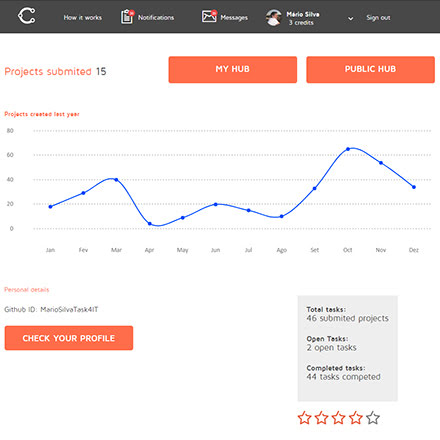 How it works
Notifications
Messages
Mário Silva
3 credits
Sign out
Projects submited 15
MY HUB
PUBLIC HUB
Projects created last year
80
60
40
20
0
Jan Fev Mar Apr May Jun Jul Ago Set Oct Nov Dez
Personal details
Github ID: MarioSilvaTask4IT
CHECK YOUR PROFILE
Total tasks:
46 submited projects
Open Tasks:
2 open tasks
Completed tasks:
44 tasks competed